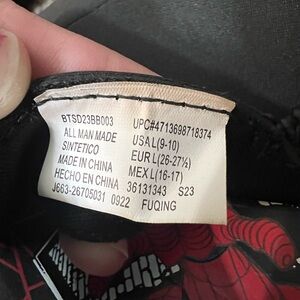 BTSD23BB003 UPC#4713698718374
ALL MAN MADE USA L(9-10)
SINTETICO EUR L(26-27½)
MADE IN CHINA MEX L(16-17)
HECHO EN CHINA 36131343 S23
J663-26705031 0922 FUQING